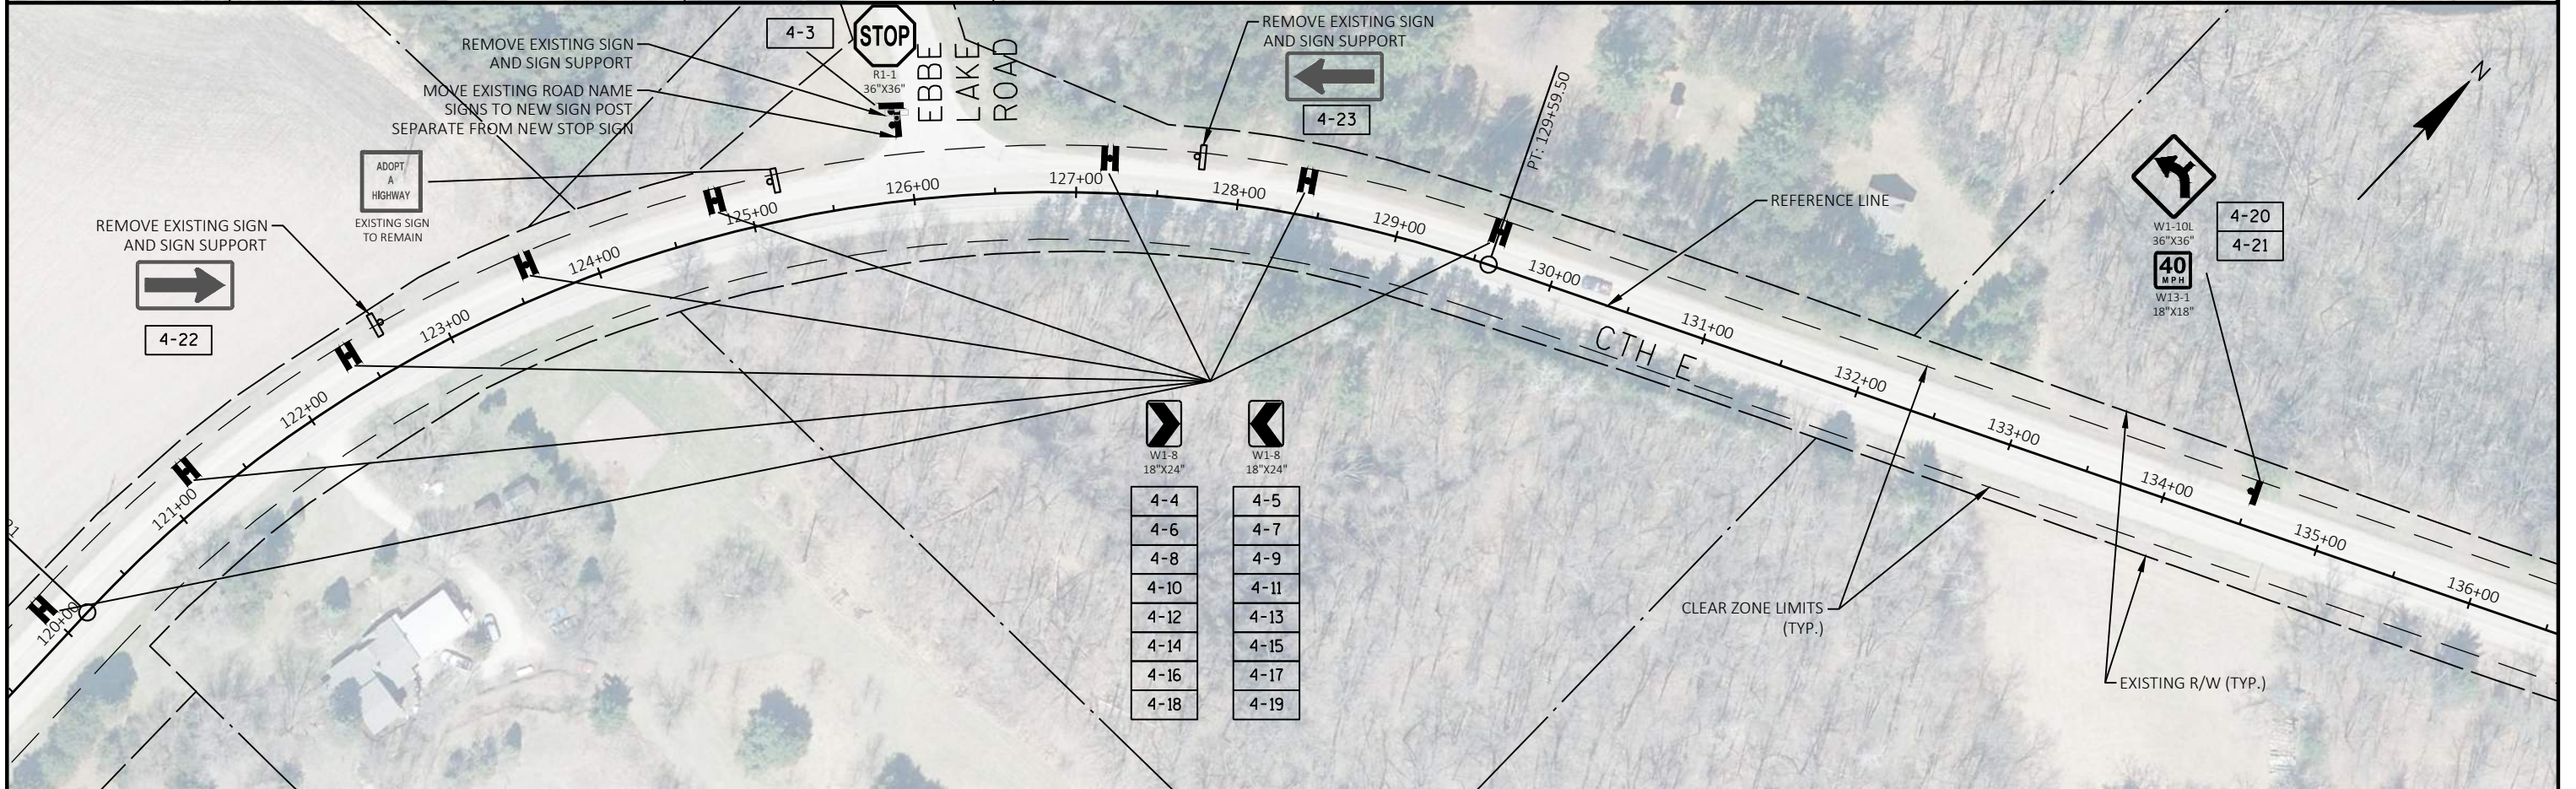 REMOVE EXISTING SIGN
AND SIGN SUPPORT
MOVE EXISTING ROAD NAME
SIGNS TO NEW SIGN POST
SEPARATE FROM NEW STOP SIGN
4-3
STOP
R1-1
36"X36"
EBBE
LAKE
ROAD
REMOVE EXISTING SIGN
AND SIGN SUPPORT
4-23
PT: 129+59.50
N
ADOPT
A
HIGHWAY
EXISTING SIGN
TO REMAIN
REMOVE EXISTING SIGN
AND SIGN SUPPORT
4-22
REFERENCE LINE
W1-10L
36"X36"
40
MPH
W13-1
18"X18"
4-20
4-21
120+00
121+00
122+00
123+00
124+00
125+00
126+00
127+00
128+00
129+00
130+00
131+00
132+00
133+00
134+00
135+00
136+00
CTH E
W1-8
18"X24"
4-4
4-6
4-8
4-10
4-12
4-14
4-16
4-18
W1-8
18"X24"
4-5
4-7
4-9
4-11
4-13
4-15
4-17
4-19
CLEAR ZONE LIMITS
(TYP.)
EXISTING R/W (TYP.)